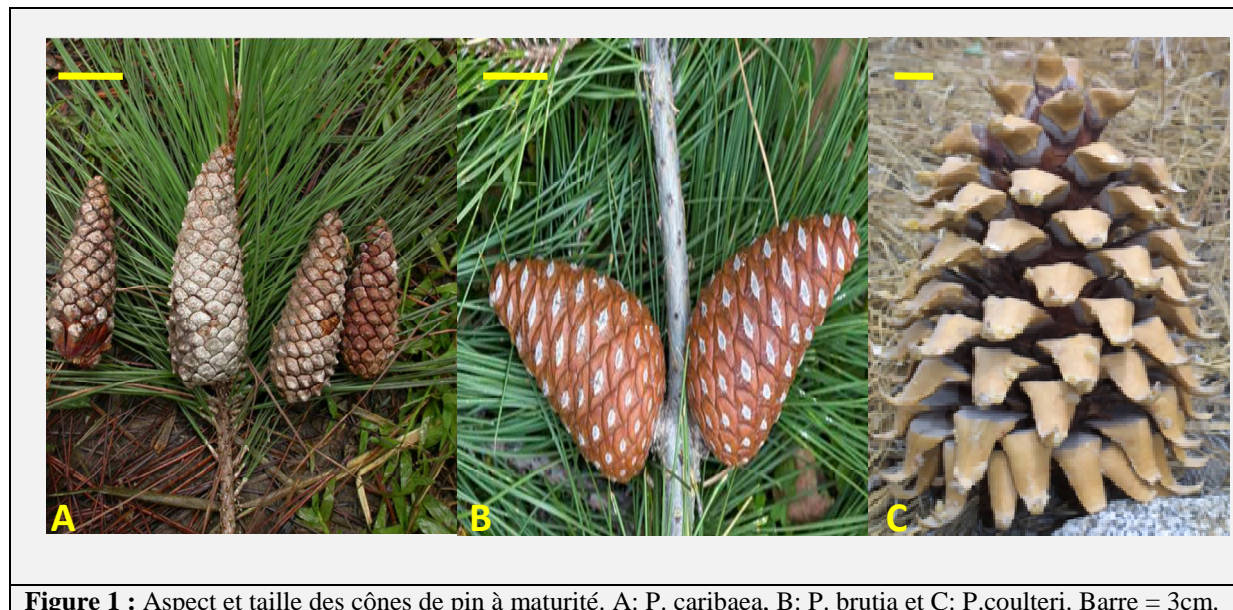 A
B
C
Figure 1 : Aspect et taille des cônes de pin à maturité. A: P. caribaea, B: P. brutia et C: P.coulteri. Barre = 3cm.